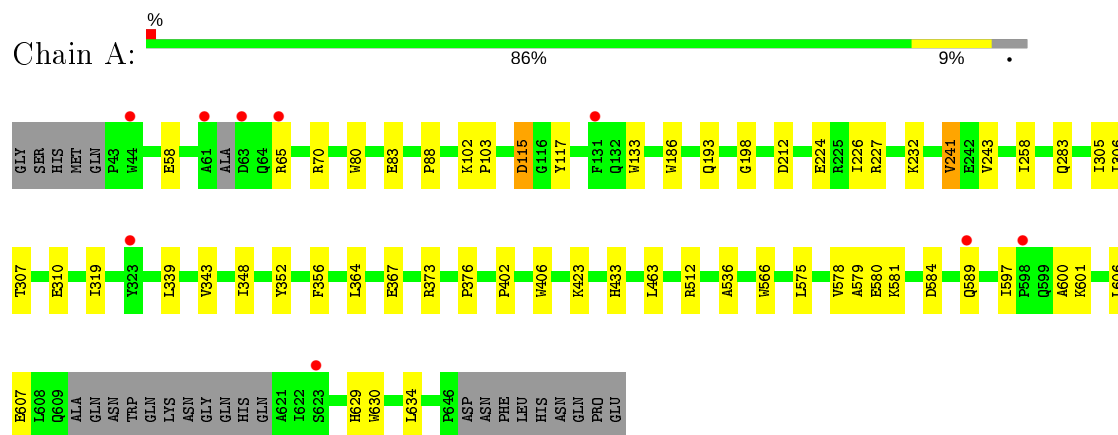 %
Chain A:
86% 9% •
GLY SER HIS MET GLN P43 W44 E58 A61 ALA D63 Q64 R65 R70 W80 E83 P88 K102 P103 D115 G116 Y117 F131 Q132 W133 W186 Q193 G198 D212 E224 R225 I226 R227 K232 V241 E242 V243 I258 Q283 I305
T307 E310 I319 Y323 L339 V343 I348 Y352 F356 L364 E367 R373 P376 P402 W406 K423 H433 L463 R512 A536 W566 L575 V578 A579 E580 K581 D584 Q589 I597 P598 Q599 A600 K601
E607 L608 Q609 ALA GLN ASN TRP GLN LYS ASN GLY GLN HIS GLN A621 I622 S623 H629 W630 L634 P646 ASP ASN PHE LEU HIS ASN GLN PRO GLU